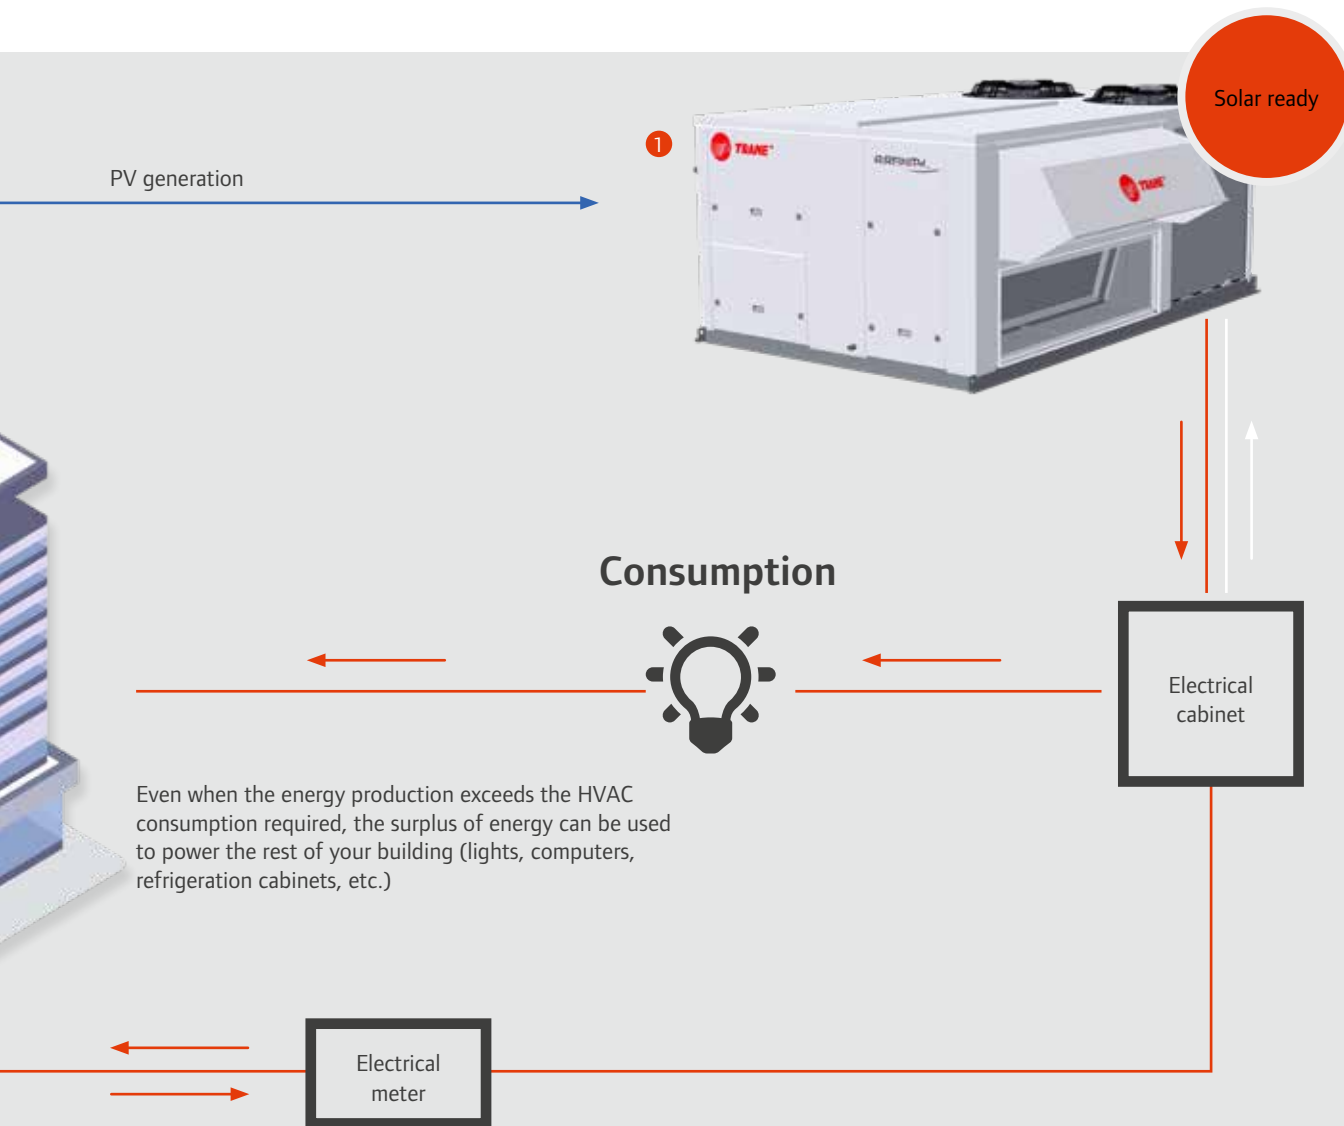 Solar ready
1
TRANE
AIRFINITY
TRANE
PV generation
Consumption
Electrical
cabinet
Even when the energy production exceeds the HVAC
consumption required, the surplus of energy can be used
to power the rest of your building (lights, computers,
refrigeration cabinets, etc.)
Electrical
meter